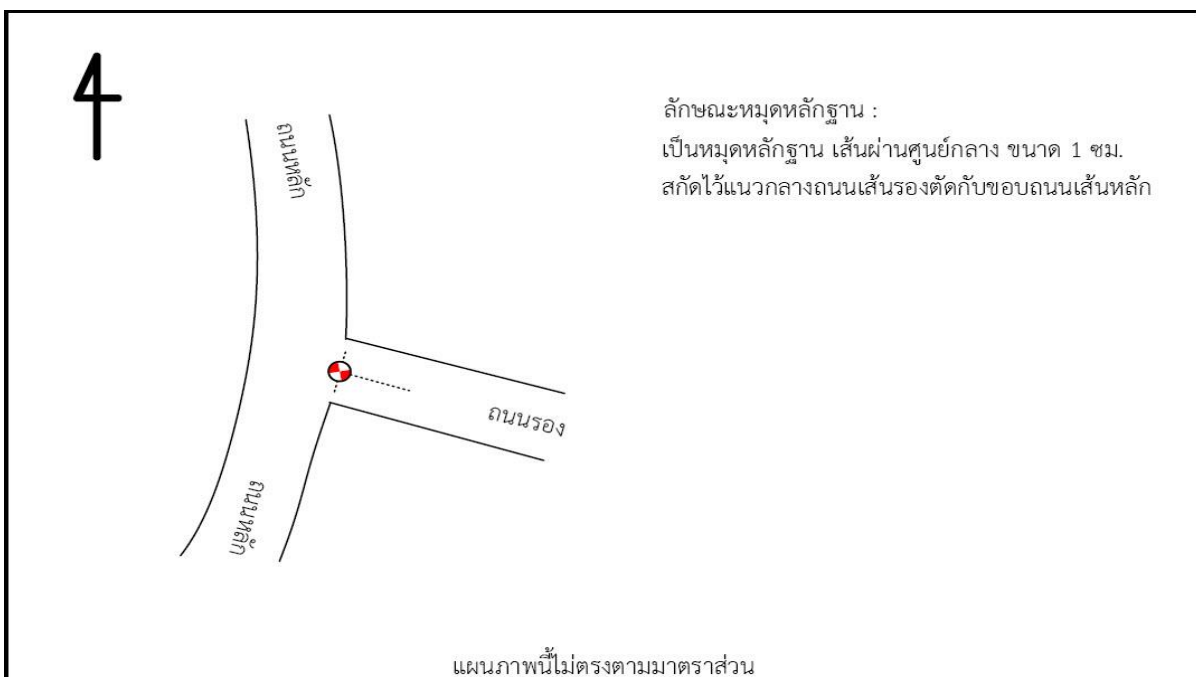 ลักษณะหมุดหลักฐาน :
เป็นหมุดหลักฐาน เส้นผ่านศูนย์กลาง ขนาด 1 ซม.
สกัดไว้แนวกลางถนนเส้นรองตัดกับขอบถนนเส้นหลัก
ถนนหลัก
ถนนรอง
ถนนหลัก
แผนภาพนี้ไม่ตรงตามมาตราส่วน